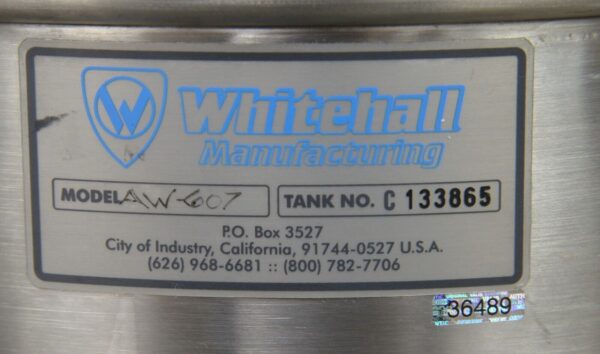 W
Whitehall
Manufacturing
MODEL AW-607
TANK NO. C 133865
P.O. Box 3527
City of Industry, California, 91744-0527 U.S.A.
(626) 968-6681 :: (800) 782-7706
36489